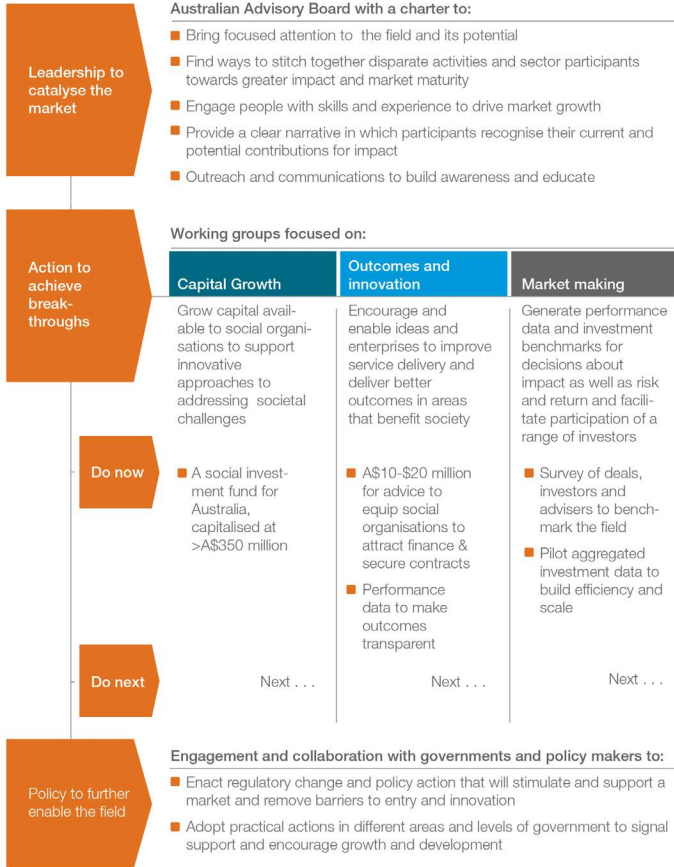 Australian Advisory Board with a charter to:
Leadership to
catalyse the
market
Bring focused attention to the field and its potential
Find ways to stitch together disparate activities and sector participants
towards greater impact and market maturity
Engage people with skills and experience to drive market growth
Provide a clear narrative in which participants recognise their current and
potential contributions for impact
Outreach and communications to build awareness and educate
Action to
achieve
break-
throughs
Working groups focused on:
Capital Growth
Grow capital avail-
able to social organi-
sations to support
innovative
approaches to
addressing societal
challenges
Outcomes and
innovation
Encourage and
enable ideas and
enterprises to improve
service delivery and
deliver better
outcomes in areas
that benefit society
Market making
Generate performance
data and investment
benchmarks for
decisions about
impact as well as risk
and return and facili-
tate participation of a
range of investors
Do now
A social invest-
ment fund for
Australia,
capitalised at
>A$350 million
A$10-$20 million
for advice to
equip social
organisations to
attract finance &
secure contracts
Performance
data to make
outcomes
transparent
Survey of deals,
investors and
advisers to bench-
mark the field
Pilot aggregated
investment data to
build efficiency and
scale
Do next
Next . . .
Next . . .
Next . . .
Policy to further
enable the field
Engagement and collaboration with governments and policy makers to:
Enact regulatory change and policy action that will stimulate and support a
market and remove barriers to entry and innovation
Adopt practical actions in different areas and levels of government to signal
support and encourage growth and development